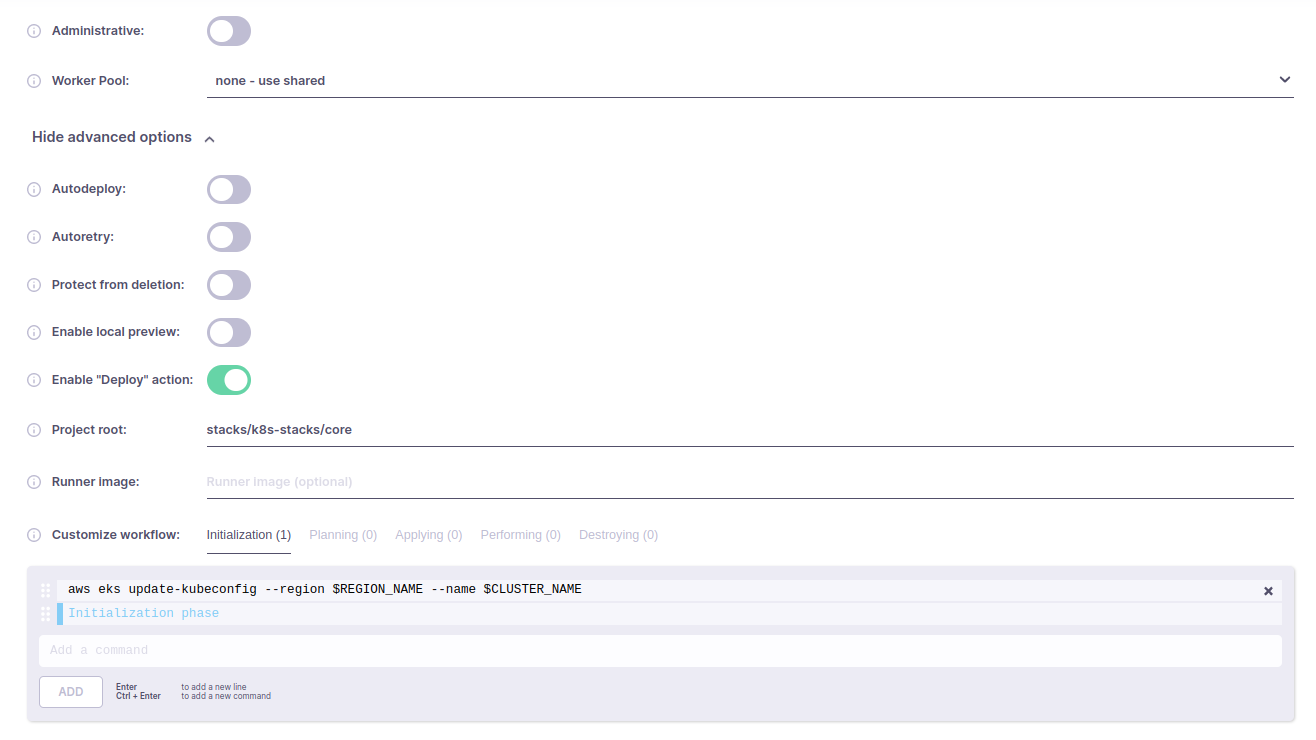 Administrative:
Worker Pool: none - use shared
Hide advanced options
Autodeploy:
Autoretry:
Protect from deletion:
Enable local preview:
Enable "Deploy" action:
Project root: stacks/k8s-stacks/core
Runner image: Runner image (optional)
Customize workflow: Initialization (1) Planning (0) Applying (0) Performing (0) Destroying (0)
aws eks update-kubeconfig --region $REGION_NAME --name $CLUSTER_NAME
Initialization phase
Add a command
ADD
Enter to add a new line
Ctrl + Enter to add a new command